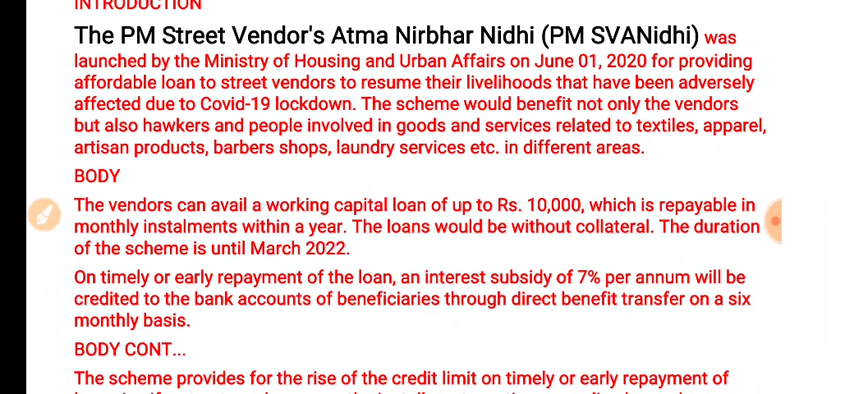 INTRODUCTION
The PM Street Vendor's Atma Nirbhar Nidhi (PM SVANidhi) was
launched by the Ministry of Housing and Urban Affairs on June 01, 2020 for providing
affordable loan to street vendors to resume their livelihoods that have been adversely
affected due to Covid-19 lockdown. The scheme would benefit not only the vendors
but also hawkers and people involved in goods and services related to textiles, apparel,
artisan products, barbers shops, laundry services etc. in different areas.
BODY
The vendors can avail a working capital loan of up to Rs. 10,000, which is repayable in
monthly instalments within a year. The loans would be without collateral. The duration
of the scheme is until March 2022.
On timely or early repayment of the loan, an interest subsidy of 7% per annum will be
credited to the bank accounts of beneficiaries through direct benefit transfer on a six
monthly basis.
BODY CONT...
The scheme provides for the rise of the credit limit on timely or early repayment of